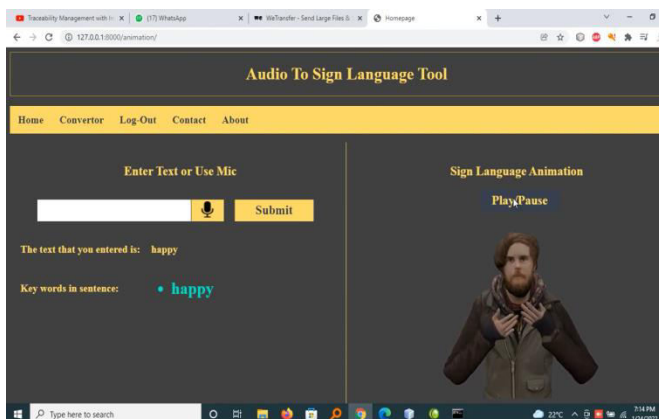 Traceability Management with
(17) WhatsApp
WeTransfer - Send Large Files &
Homepage
127.0.0.1:8000/animation/
Audio To Sign Language Tool
Home Convertor Log-Out Contact About
Enter Text or Use Mic
Submit
The text that you entered is: happy
Key words in sentence:
• happy
Sign Language Animation
Play/Pause
Type here to search
22°C
7:14 PM